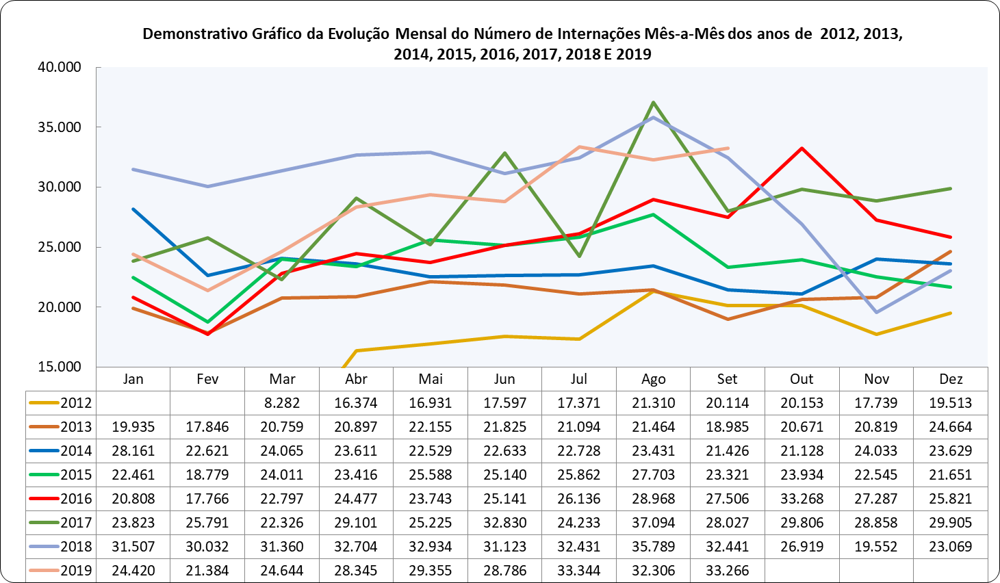 Demonstrativo Gráfico da Evolução Mensal do Número de Internações Mês-a-Mês dos anos de 2012, 2013,
2014, 2015, 2016, 2017, 2018 E 2019
40.000
35.000
30.000
25.000
20.000
15.000
Jan Fev Mar Abr Mai Jun Jul Ago Set Out Nov Dez
2012 8.282 16.374 16.931 17.597 17.371 21.310 20.114 20.153 17.739 19.513
2013 19.935 17.846 20.759 20.897 22.155 21.825 21.094 21.464 18.985 20.671 20.819 24.664
2014 28.161 22.621 24.065 23.611 22.529 22.633 22.728 23.431 21.426 21.128 24.033 23.629
2015 22.461 18.779 24.011 23.416 25.588 25.140 25.862 27.703 23.321 23.934 22.545 21.651
2016 20.808 17.766 22.797 24.477 23.743 25.141 26.136 28.968 27.506 33.268 27.287 25.821
2017 23.823 25.791 22.326 29.101 25.225 32.830 24.233 37.094 28.027 29.806 28.858 29.905
2018 31.507 30.032 31.360 32.704 32.934 31.123 32.431 35.789 32.441 26.919 19.552 23.069
2019 24.420 21.384 24.644 28.345 29.355 28.786 33.344 32.306 33.266